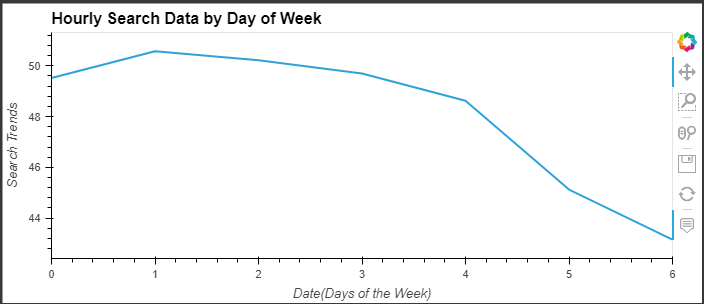 Hourly Search Data by Day of Week
Search Trends
50
48
46
44
0 1 2 3 4 5 6
Date(Days of the Week)